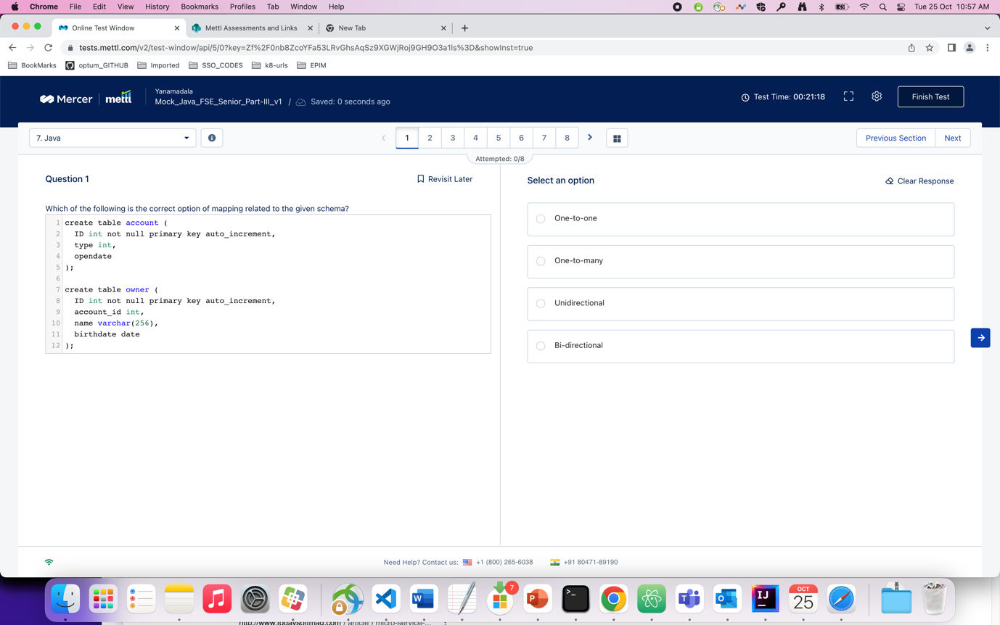 Chrome File Edit View History Bookmarks Profiles Tab Window Help Tue 25 Oct 10:57 AM
Online Test Window Mettl Assessments and Links New Tab
tests.mettl.com/v2/test-window/api/5/0?key=Zf%2F0nb8ZcoYFa53LRvGhsAqSz9XGWjRoj9GH9O3a1Is%3D&showInst=true
BookMarks optum_GITHUB Imported SSO_CODES k8-urls EPIM
Mercer mettl
Yanamadala
Mock_Java_FSE_Senior_Part-III_v1 / Saved: 0 seconds ago
Test Time: 00:21:18
Finish Test
7. Java
1 2 3 4 5 6 7 8
Previous Section Next
Attempted: 0/8
Question 1
Revisit Later
Which of the following is the correct option of mapping related to the given schema?
1 create table account (
2 ID int not null primary key auto_increment,
3 type int,
4 opendate
5 );
6
7 create table owner (
8 ID int not null primary key auto_increment,
9 account_id int,
10 name varchar(256),
11 birthdate date
12 );
Select an option
Clear Response
One-to-one
One-to-many
Unidirectional
Bi-directional
Need Help? Contact us: +1 (800) 265-6038 +91 80471-89190
7
OCT
25
W
P
>_
IJ